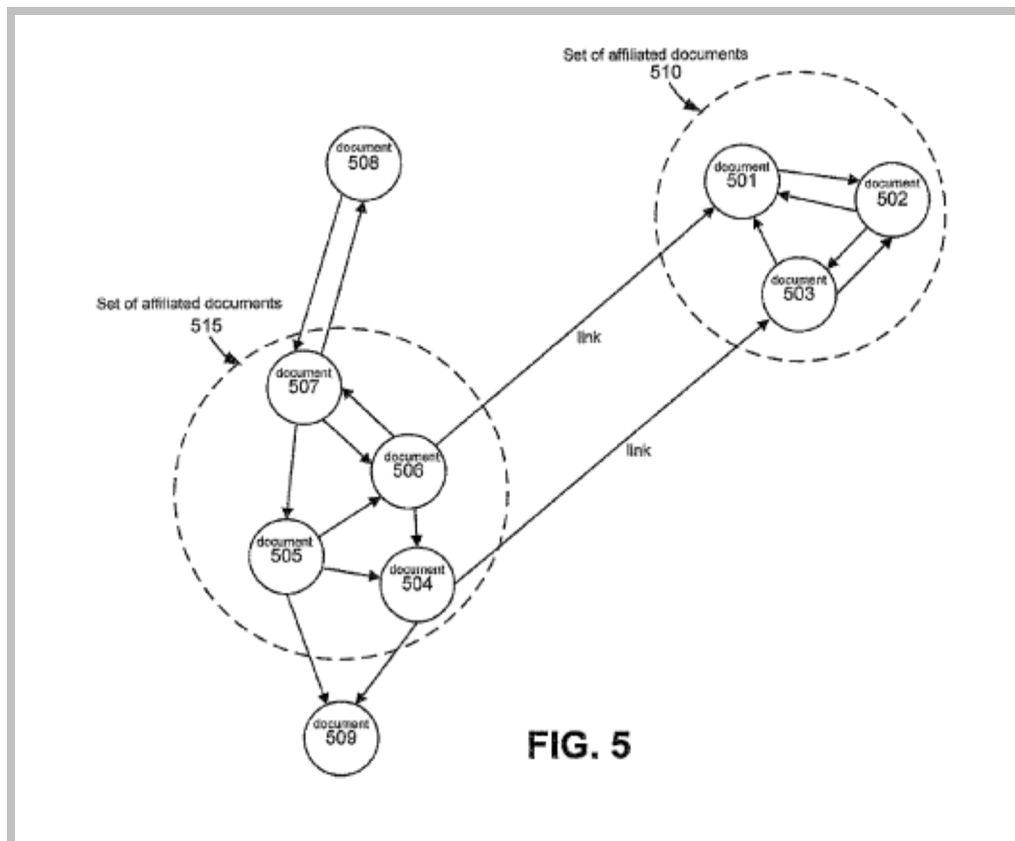 Set of affiliated documents
510
document
508
document
501
document
502
document
503
Set of affiliated documents
515
link
document
507
link
document
506
document
505
document
504
document
509
FIG. 5